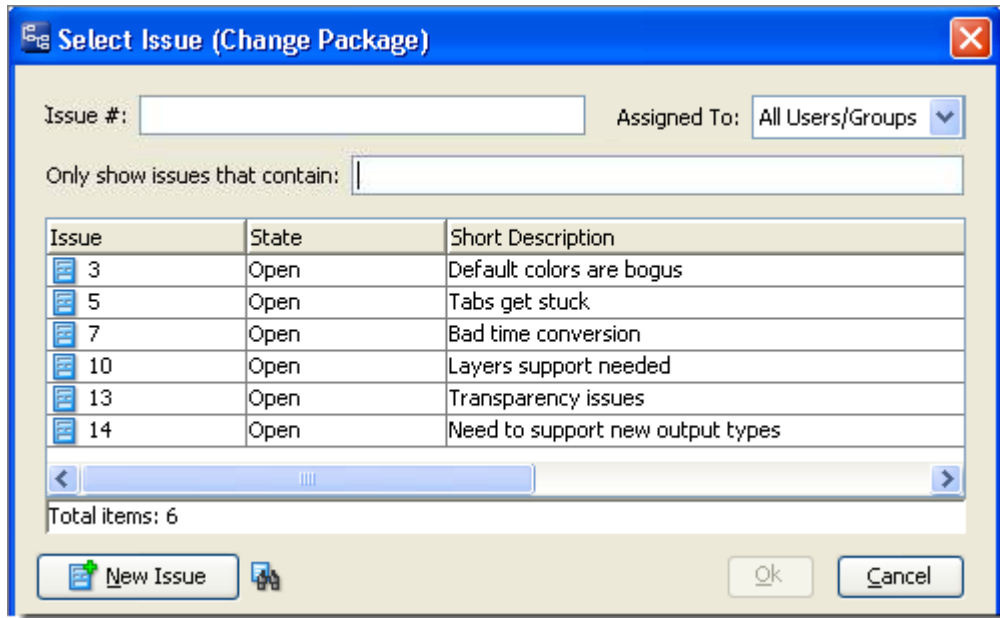 Select Issue (Change Package)
Issue #: Assigned To: All Users/Groups
Only show issues that contain:
Issue State Short Description
3 Open Default colors are bogus
5 Open Tabs get stuck
7 Open Bad time conversion
10 Open Layers support needed
13 Open Transparency issues
14 Open Need to support new output types
Total items: 6
New Issue Ok Cancel